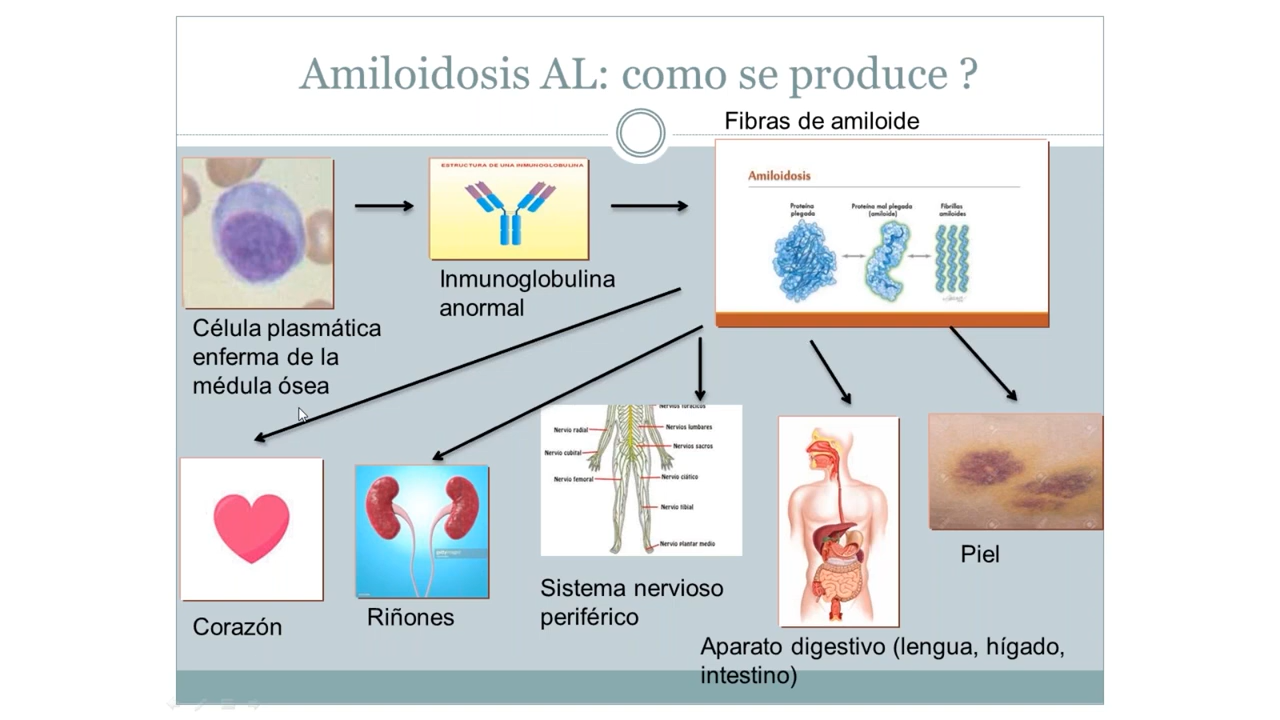 Amiloidosis AL: como se produce ?
Fibras de amiloide
ESTRUCTURA DE UNA INMUNOGLOBULINA
Amiloidosis
Proteína
plegada
Proteína mal plegada
(amiloide)
Fibrillas
amiloides
Inmunoglobulina
anormal
Célula plasmática
enferma de la
médula ósea
Nervio radial
Nervio cubital
Nervio femoral
Nervios lumbares
Nervios sacros
Nervio ciático
Nervio tibial
Nervio plantar medio
Corazón
Riñones
Sistema nervioso
periférico
Aparato digestivo (lengua, hígado,
intestino)
Piel